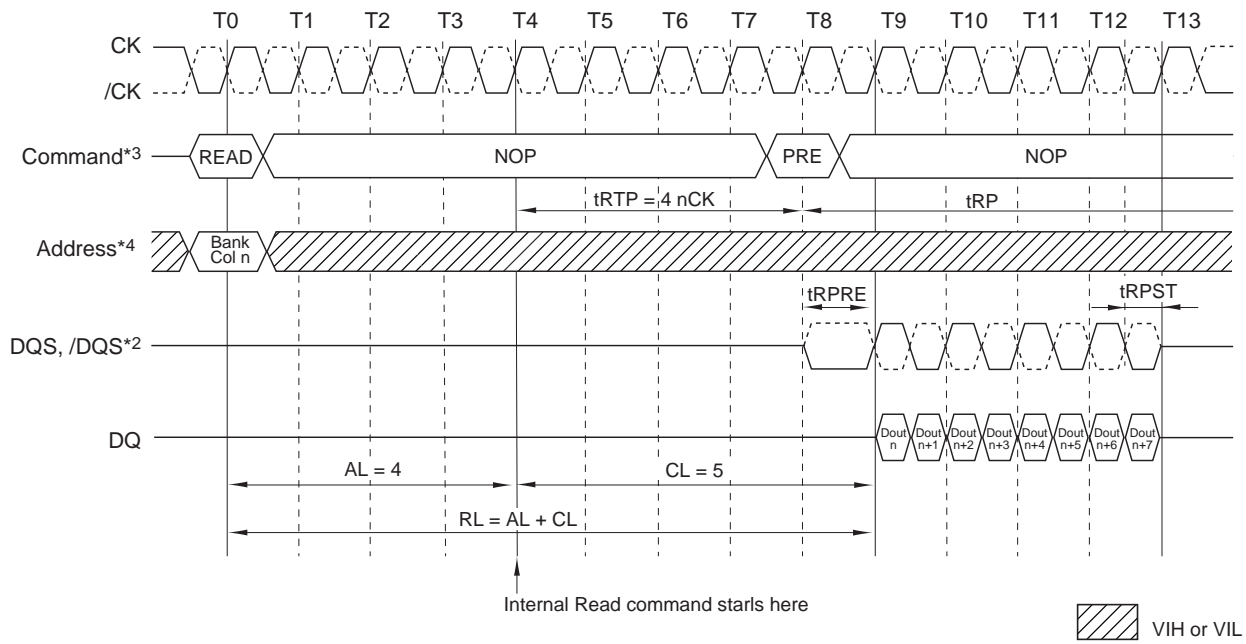 T0 T1 T2 T3 T4 T5 T6 T7 T8 T9 T10 T11 T12 T13
CK
/CK
Command*3 READ NOP PRE NOP
tRTP = 4 nCK tRP
Address*4 Bank Col n
tRPRE tRPST
DQS, /DQS*2
DQ Dout n Dout n+1 Dout n+2 Dout n+3 Dout n+4 Dout n+5 Dout n+6 Dout n+7
AL = 4 CL = 5
RL = AL + CL
Internal Read command starls here
VIH or VIL